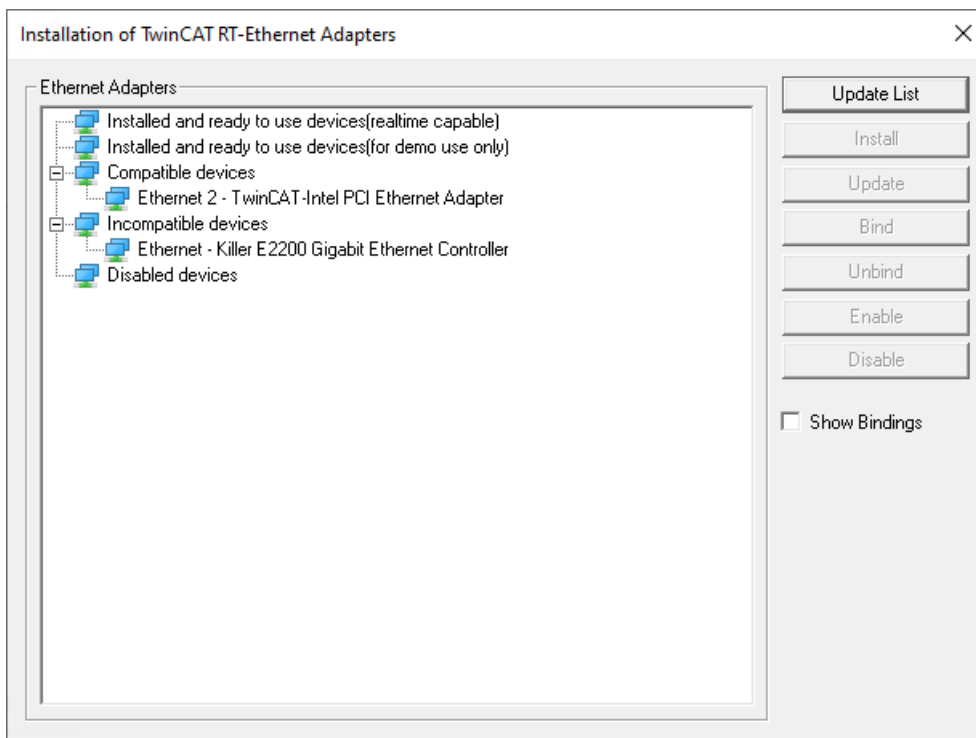 Installation of TwinCAT RT-Ethernet Adapters
Ethernet Adapters
Installed and ready to use devices(realtime capable)
Installed and ready to use devices(for demo use only)
Compatible devices
Ethernet 2 - TwinCAT-Intel PCI Ethernet Adapter
Incompatible devices
Ethernet - Killer E2200 Gigabit Ethernet Controller
Disabled devices
Update List
Install
Update
Bind
Unbind
Enable
Disable
Show Bindings